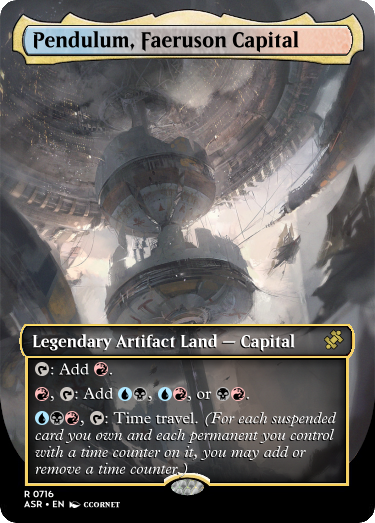 Pendulum, Faeruson Capital
Legendary Artifact Land — Capital
: Add .
, : Add , , or .
, : Time travel. (For each suspended
card you own and each permanent you control
with a time counter on it, you may add or
remove a time counter.)
R 0716
ASR • EN CCORNET